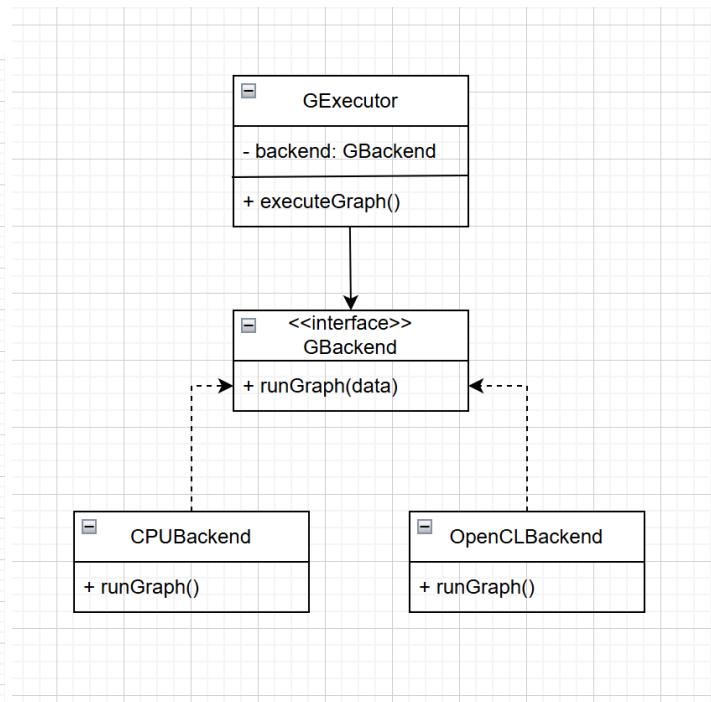 GExecutor
- backend: GBackend
+ executeGraph()
<<interface>>
GBackend
+ runGraph(data)
CPUBackend
+ runGraph()
OpenCLBackend
+ runGraph()